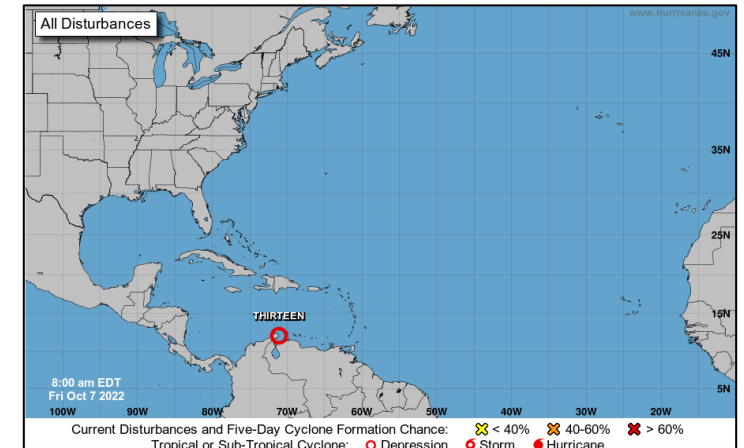 All Disturbances
www.hurricanes.gov
45N
35N
25N
15N
5N
THIRTEEN
8:00 am EDT
Fri Oct 7 2022
100W 90W 80W 70W 60W 50W 40W 30W 20W
Current Disturbances and Five-Day Cyclone Formation Chance: < 40% 40-60% > 60%
Tropical or Sub-Tropical Cyclone: Depression Storm Hurricane